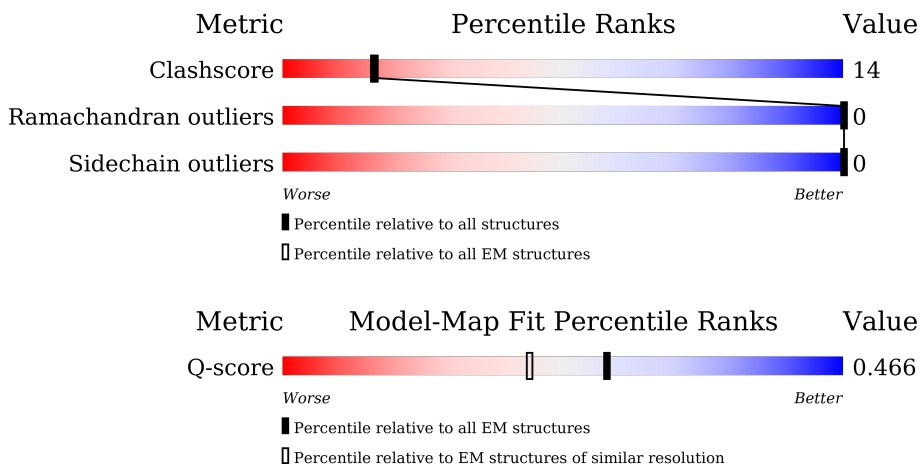 Metric Percentile Ranks Value
Clashscore 14
Ramachandran outliers 0
Sidechain outliers 0
Worse Better
Percentile relative to all structures
Percentile relative to all EM structures
Metric Model-Map Fit Percentile Ranks Value
Q-score 0.466
Worse Better
Percentile relative to all EM structures
Percentile relative to EM structures of similar resolution